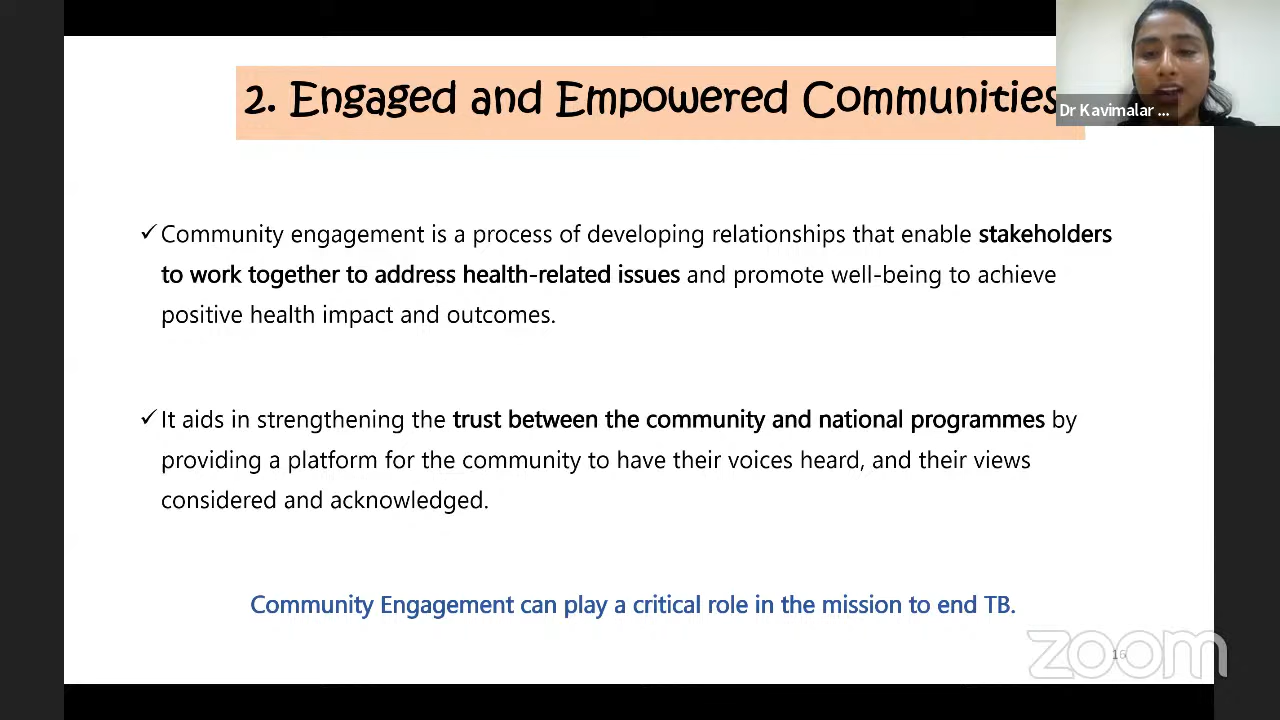 2. Engaged and Empowered Communities
Dr Kavimalar ...
✓Community engagement is a process of developing relationships that enable stakeholders
to work together to address health-related issues and promote well-being to achieve
positive health impact and outcomes.
✓It aids in strengthening the trust between the community and national programmes by
providing a platform for the community to have their voices heard, and their views
considered and acknowledged.
Community Engagement can play a critical role in the mission to end TB.
zoom
16